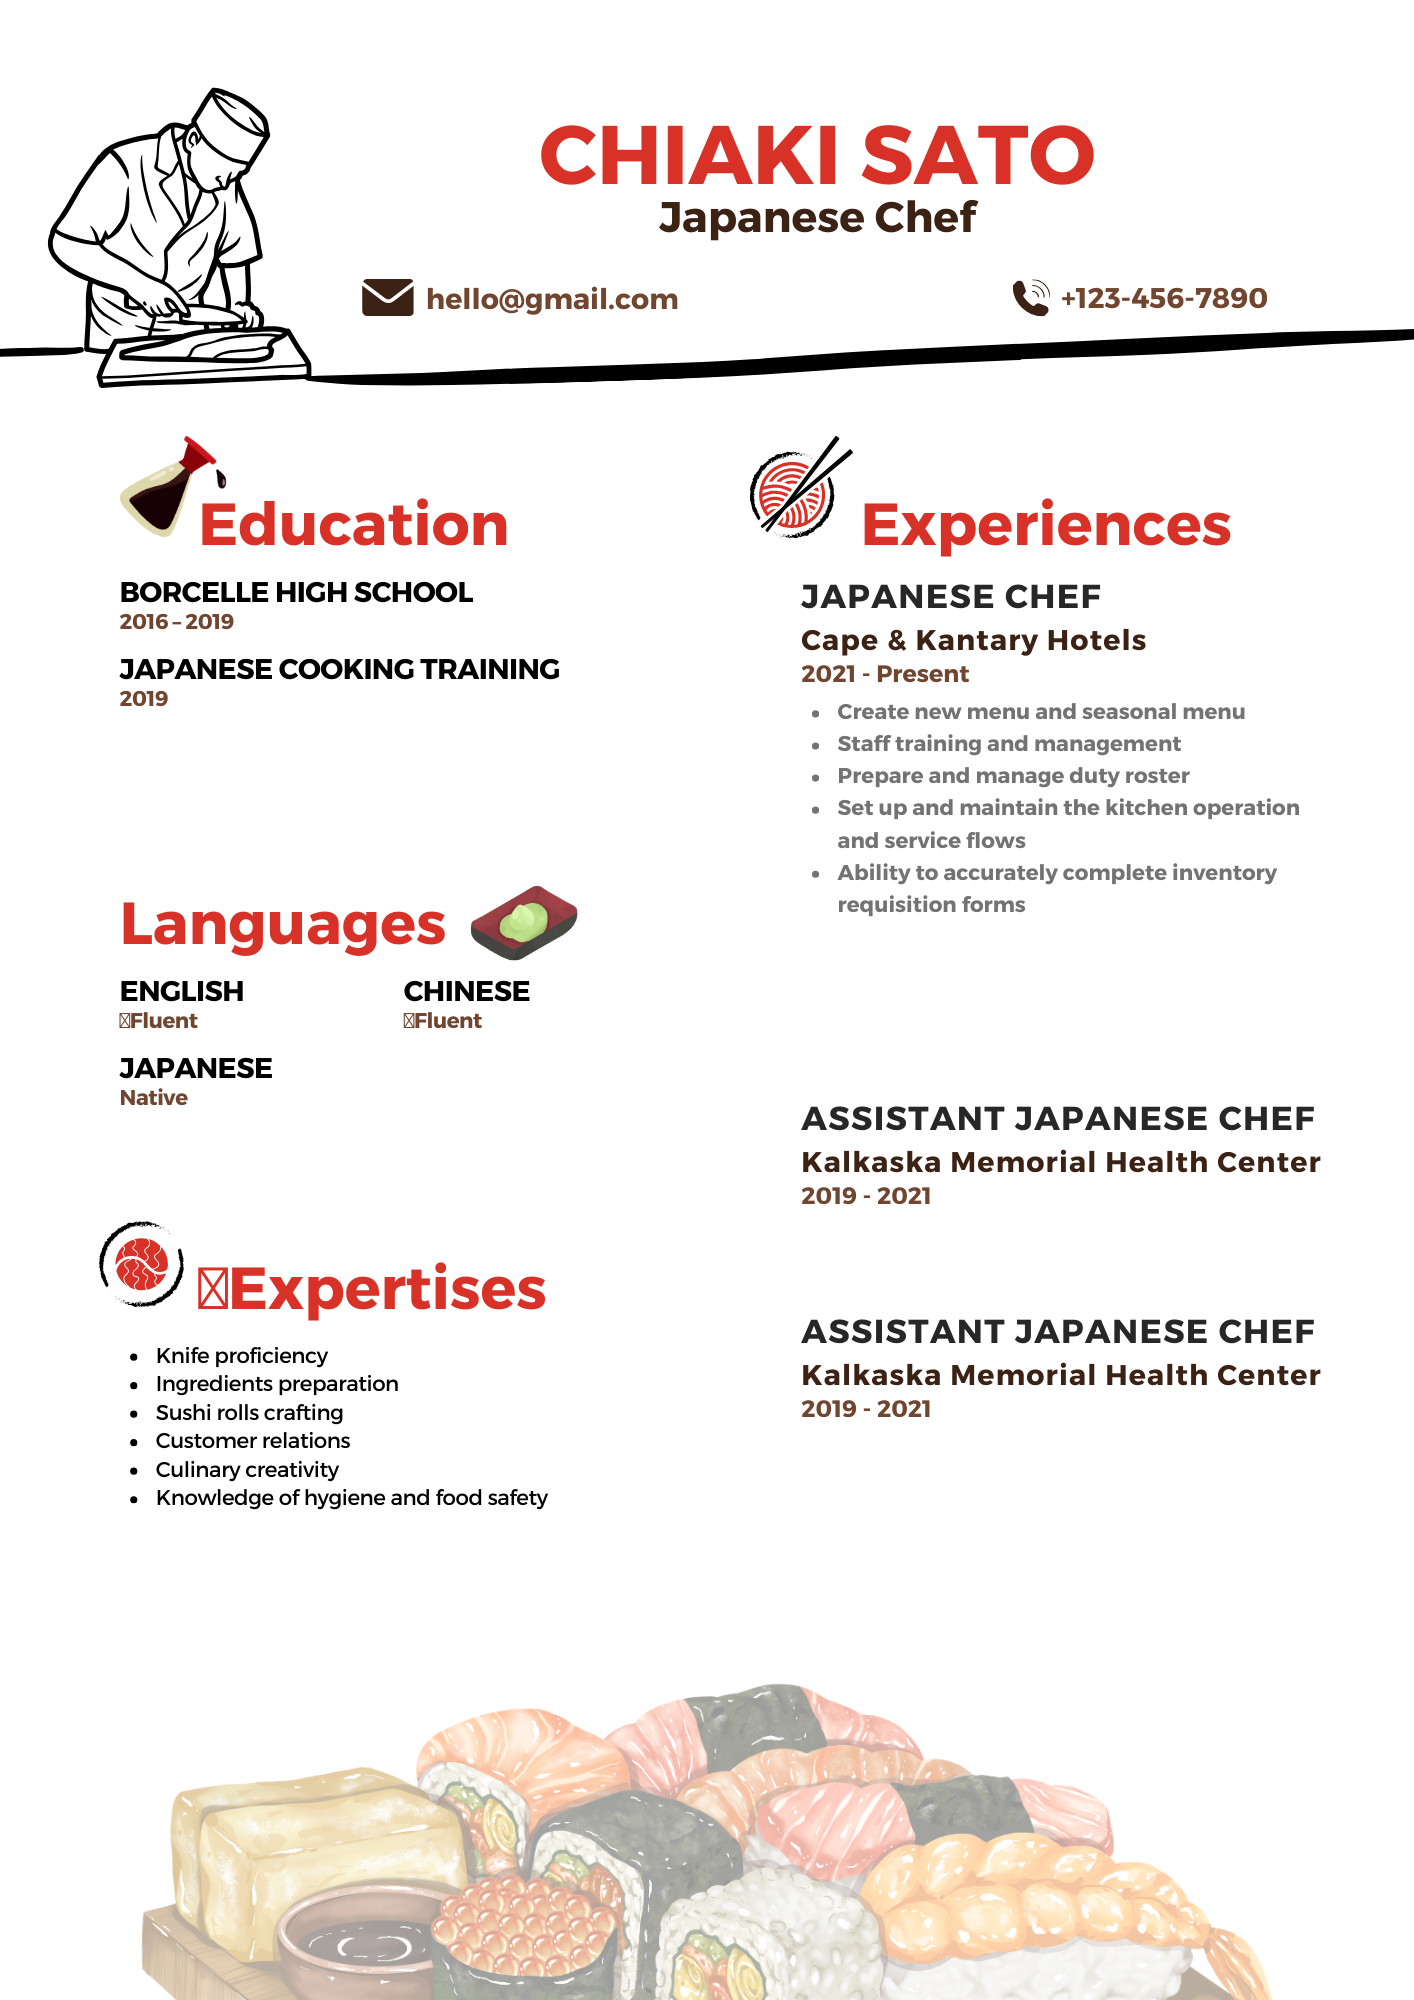 CHIAKI SATO
Japanese Chef
hello@gmail.com
+123-456-7890
Education
BORCELLE HIGH SCHOOL
2016 – 2019
JAPANESE COOKING TRAINING
2019
Languages
ENGLISH
Fluent
CHINESE
Fluent
JAPANESE
Native
Expertises
• Knife proficiency
• Ingredients preparation
• Sushi rolls crafting
• Customer relations
• Culinary creativity
• Knowledge of hygiene and food safety
Experiences
JAPANESE CHEF
Cape & Kantary Hotels
2021 - Present
• Create new menu and seasonal menu
• Staff training and management
• Prepare and manage duty roster
• Set up and maintain the kitchen operation
and service flows
• Ability to accurately complete inventory
requisition forms
ASSISTANT JAPANESE CHEF
Kalkaska Memorial Health Center
2019 - 2021
ASSISTANT JAPANESE CHEF
Kalkaska Memorial Health Center
2019 - 2021